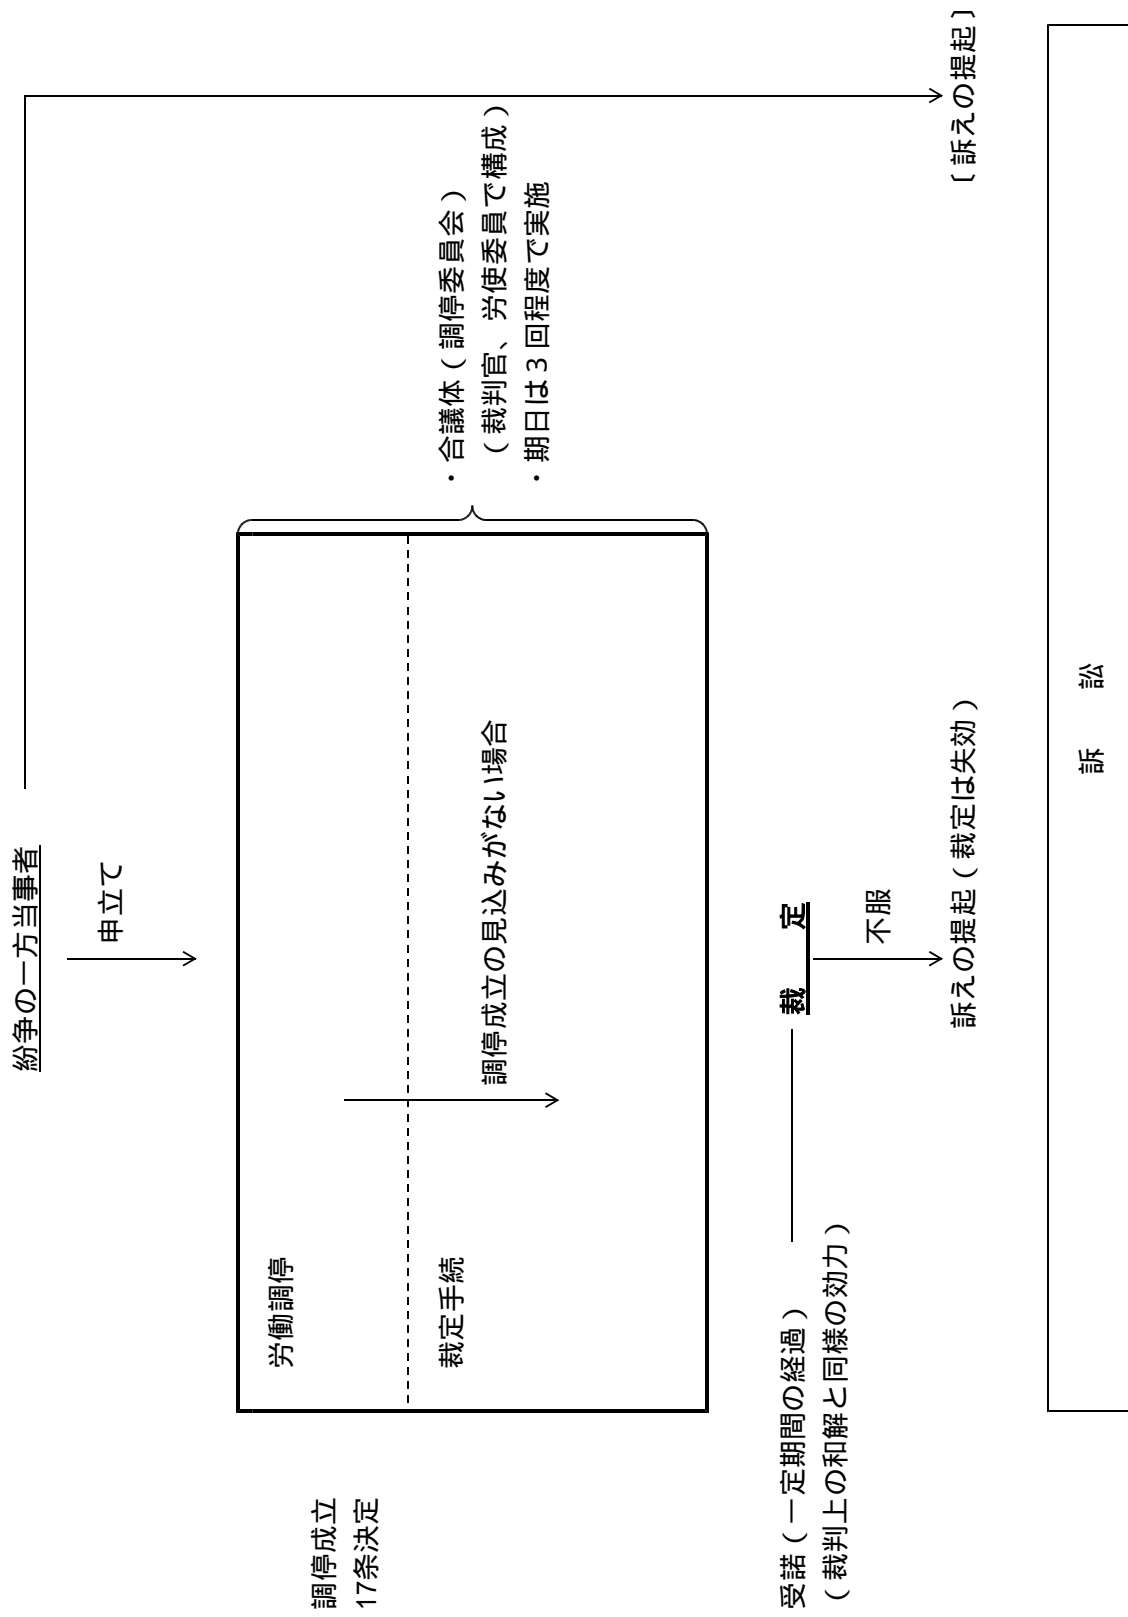 紛争の一方当事者
申立て
労働調停
調停成立
17条決定
・合議体（調停委員会）
（裁判官、労使委員で構成）
・期日は3回程度で実施
裁定手続
調停成立の見込みがない場合
受諾（一定期間の経過）
（裁判上の和解と同様の効力）
裁　定
不服
訴えの提起（裁定は失効）
〔訴えの提起〕
訴　訟